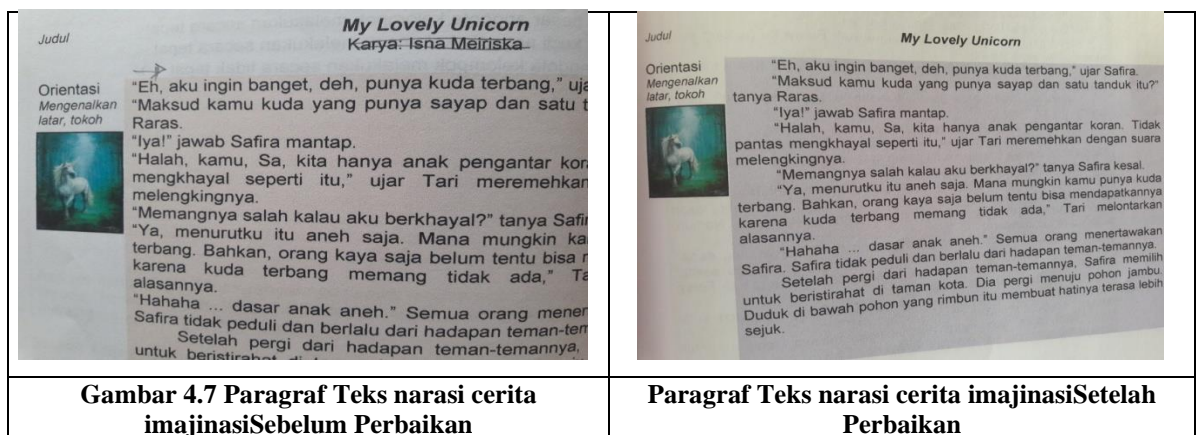 Judul
My Lovely Unicorn
Karya: Isna Meiriska
Orientasi
Mengenalkan
latar, tokoh
"Eh, aku ingin banget, deh, punya kuda terbang," uja
"Maksud kamu kuda yang punya sayap dan satu t
Raras.
"Iya!" jawab Safira mantap.
"Halah, kamu, Sa, kita hanya anak pengantar kora
mengkhayal seperti itu," ujar Tari meremehkan
melengkingnya.
"Memangnya salah kalau aku berkhayal?" tanya Safir
"Ya, menurutku itu aneh saja. Mana mungkin ka
terbang. Bahkan, orang kaya saja belum tentu bisa
karena kuda terbang memang tidak ada," Ta
alasannya.
"Hahaha ... dasar anak aneh." Semua orang mener
Safira tidak peduli dan berlalu dari hadapan teman-tem
Setelah pergi dari hadapan teman-temannya,
untuk beristirahat
Judul
My Lovely Unicorn
Orientasi
Mengenalkan
latar, tokoh
"Eh, aku ingin banget, deh, punya kuda terbang," ujar Safira.
"Maksud kamu kuda yang punya sayap dan satu tanduk itu?"
tanya Raras.
"Iya!" jawab Safira mantap.
"Halah, kamu, Sa, kita hanya anak pengantar koran. Tidak
pantas mengkhayal seperti itu," ujar Tari meremehkan dengan suara
melengkingnya.
"Memangnya salah kalau aku berkhayal?" tanya Safira kesal.
"Ya, menurutku itu aneh saja. Mana mungkin kamu punya kuda
terbang. Bahkan, orang kaya saja belum tentu bisa mendapatkannya
karena kuda terbang memang tidak ada," Tari melontarkan
alasannya.
"Hahaha ... dasar anak aneh." Semua orang menertawakan
Safira. Safira tidak peduli dan berlalu dari hadapan teman-temannya.
Setelah pergi dari hadapan teman-temannya, Safira memilih
untuk beristirahat di taman kota. Dia pergi menuju pohon jambu.
Duduk di bawah pohon yang rimbun itu membuat hatinya terasa lebih
sejuk.
Gambar 4.7 Paragraf Teks narasi cerita
imajinasiSebelum Perbaikan
Paragraf Teks narasi cerita imajinasiSetelah
Perbaikan